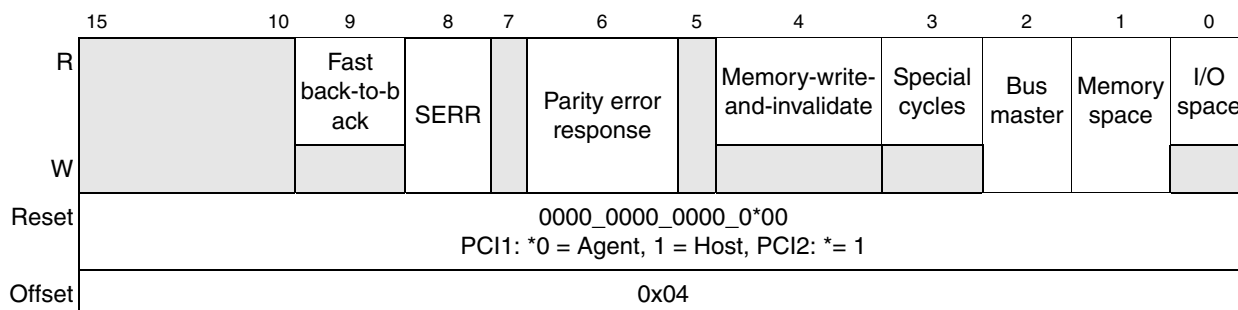 15 10 9 8 7 6 5 4 3 2 1 0
R
Fast
back-to-b
ack
SERR
Parity error
response
Memory-write-
and-invalidate
Special
cycles
Bus
master
Memory
space
I/O
space
W
Reset
0000_0000_0000_0*00
PCI1: *0 = Agent, 1 = Host, PCI2: *= 1
Offset
0x04